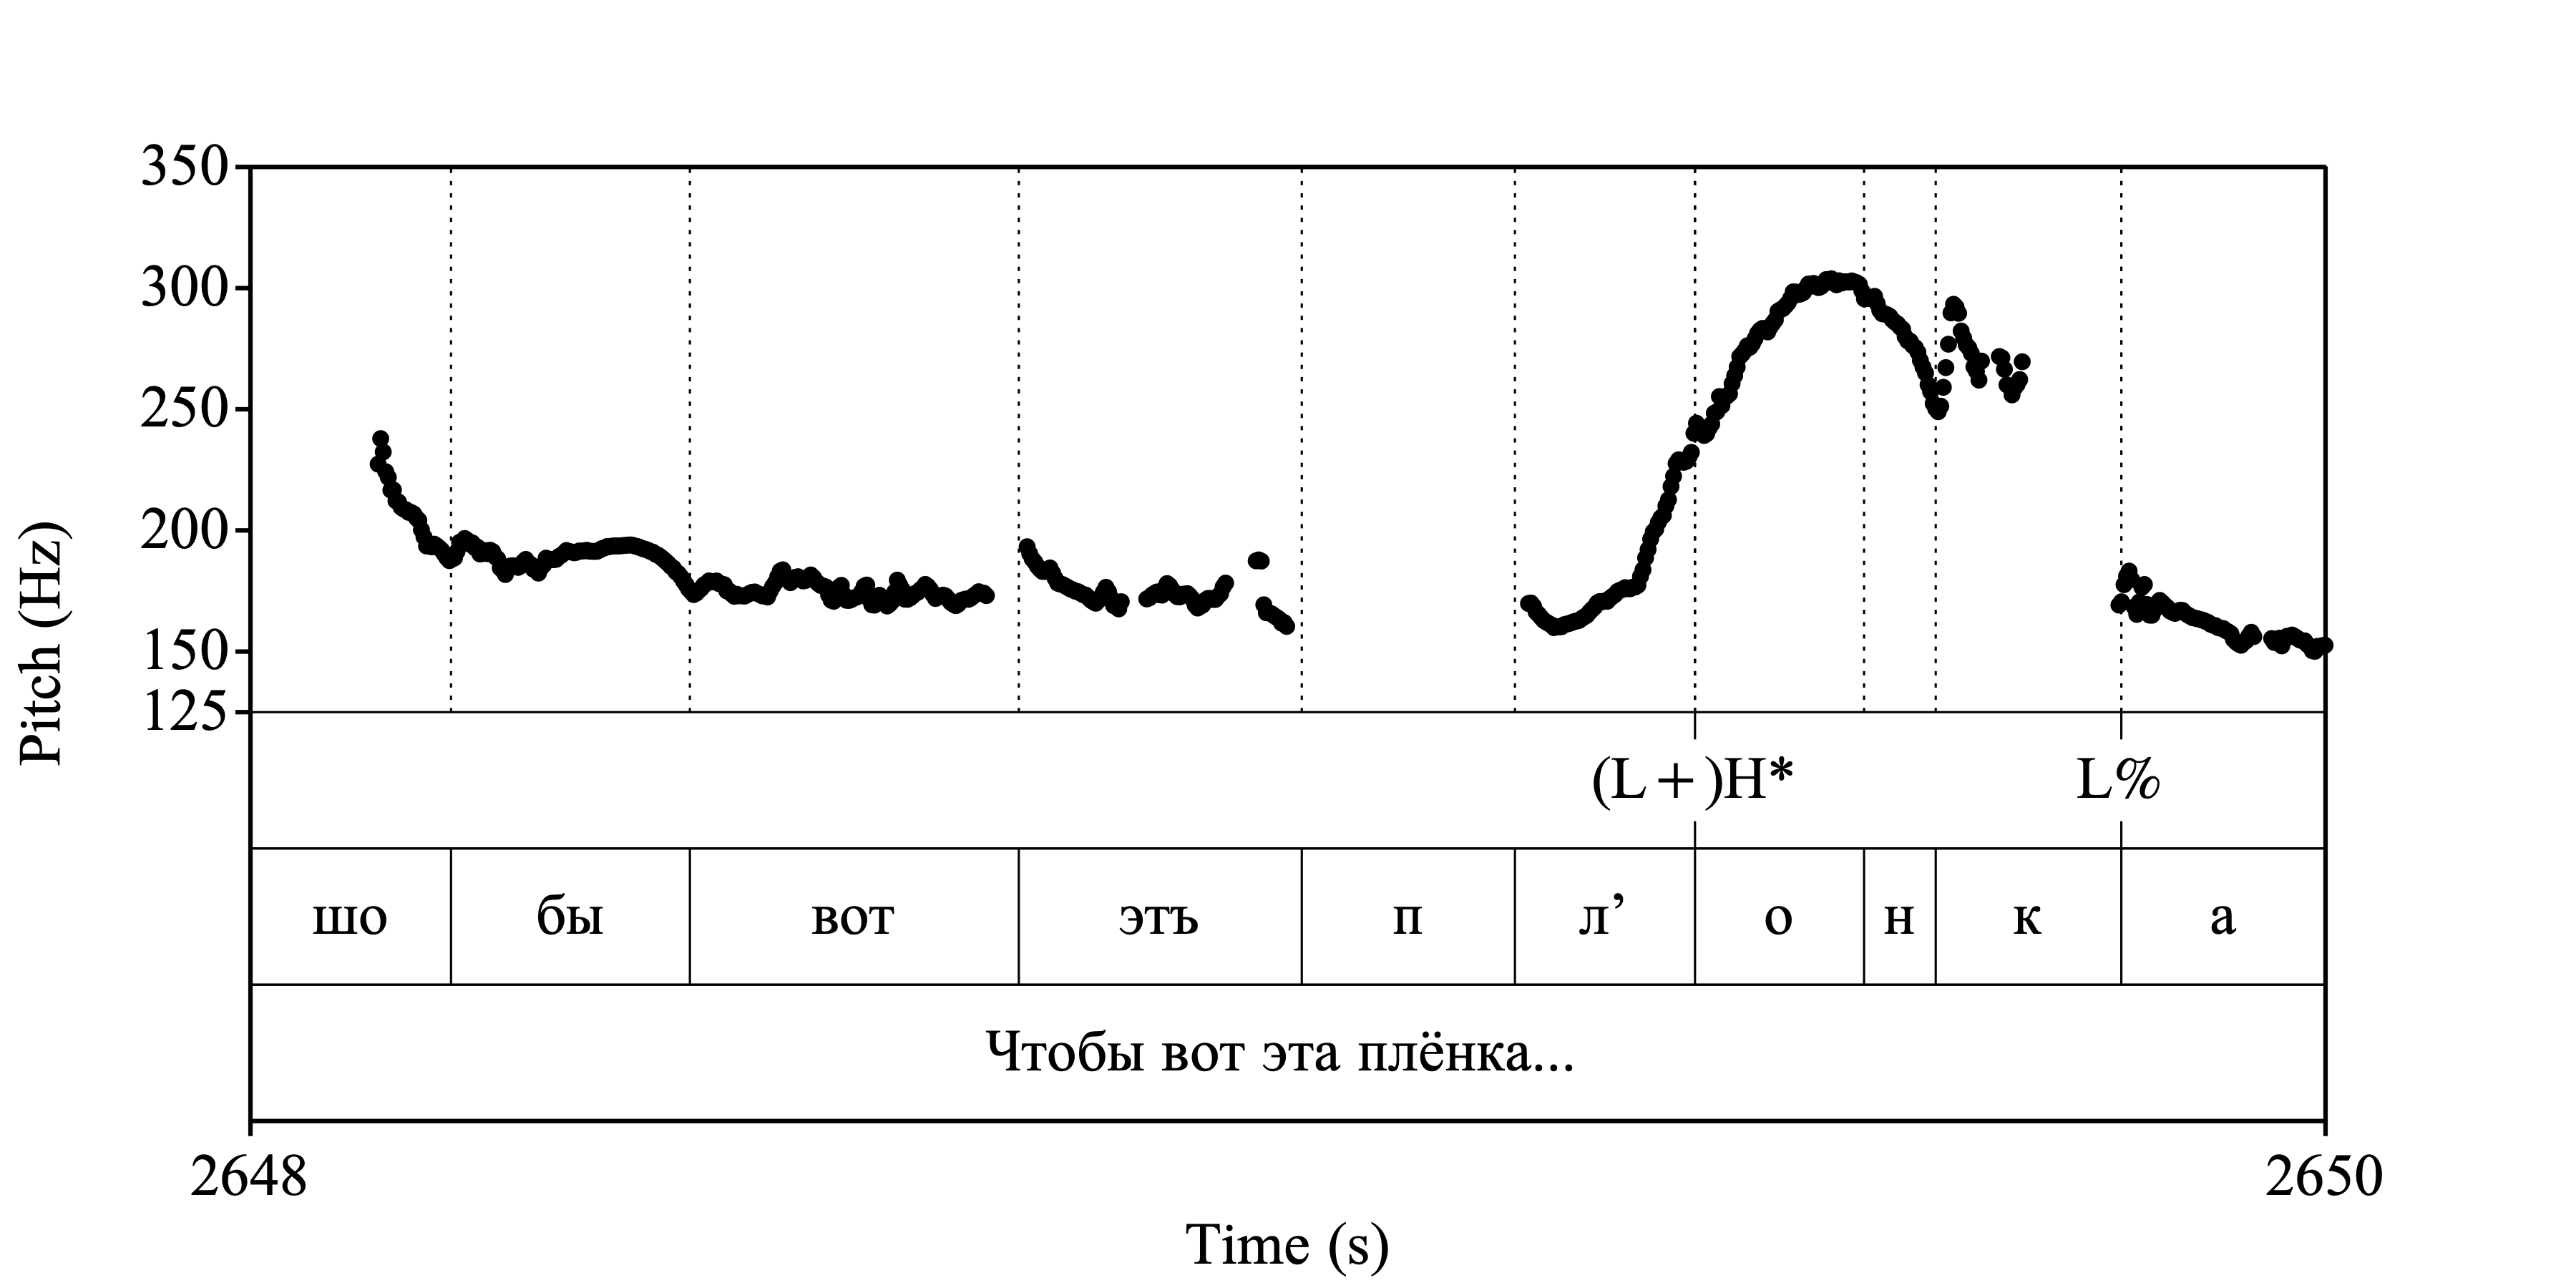 350
300
250
200
150
125
Pitch (Hz)
(L+)H* L%
шо бы вот этъ п л’ о н к а
Чтобы вот эта плёнка...
2648 2650
Time (s)